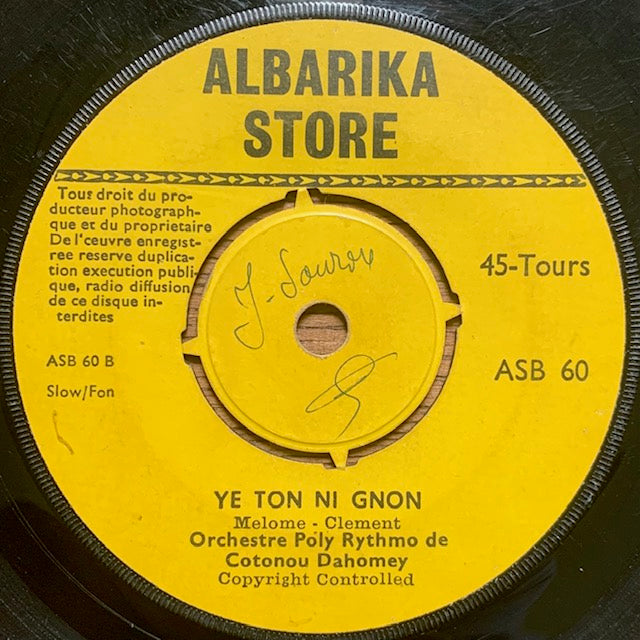 ALBARIKA
STORE
Tous droit du pro-
ducteur photograph-
que et du proprietaire
De l'œuvre enregist-
ree reserve duplica-
tion execution publi-
que, radio diffusion
de ce disque in-
terdites
45-Tours
ASB 60 B
Slow/Fon
ASB 60
YE TON NI GNON
Melome - Clement
Orchestre Poly Rythmo de
Cotonou Dahomey
Copyright Controlled